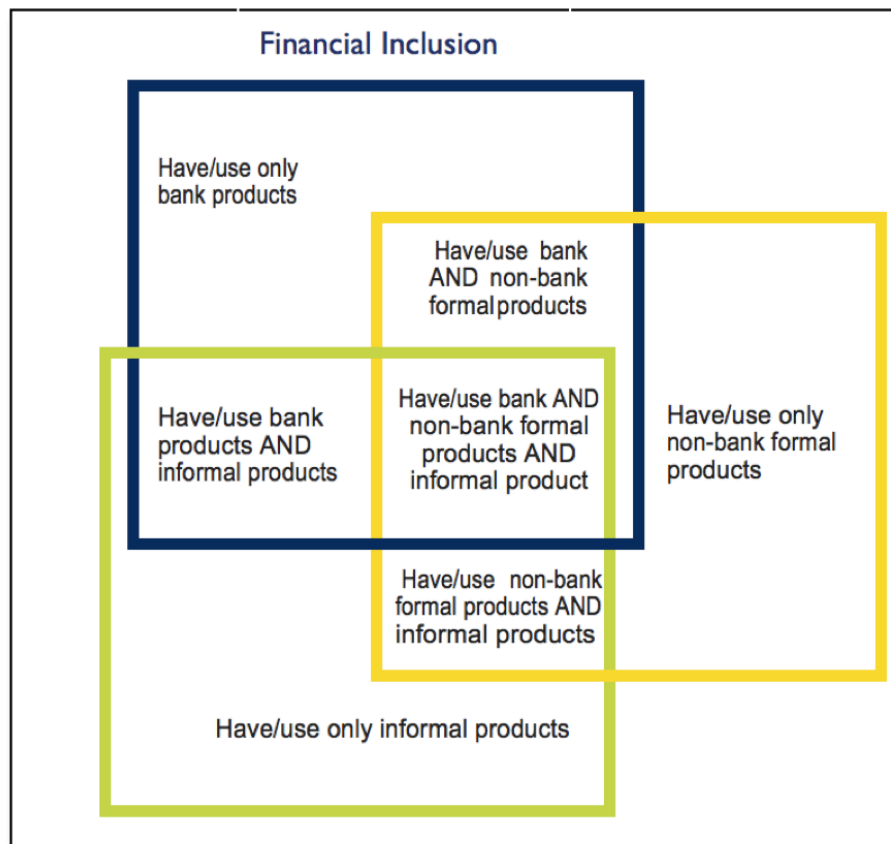 Financial Inclusion
Have/use only
bank products
Have/use bank
AND non-bank
formal products
Have/use bank
products AND
informal products
Have/use bank AND
non-bank formal
products AND
informal product
Have/use only
non-bank formal
products
Have/use non-bank
formal products AND
informal products
Have/use only informal products